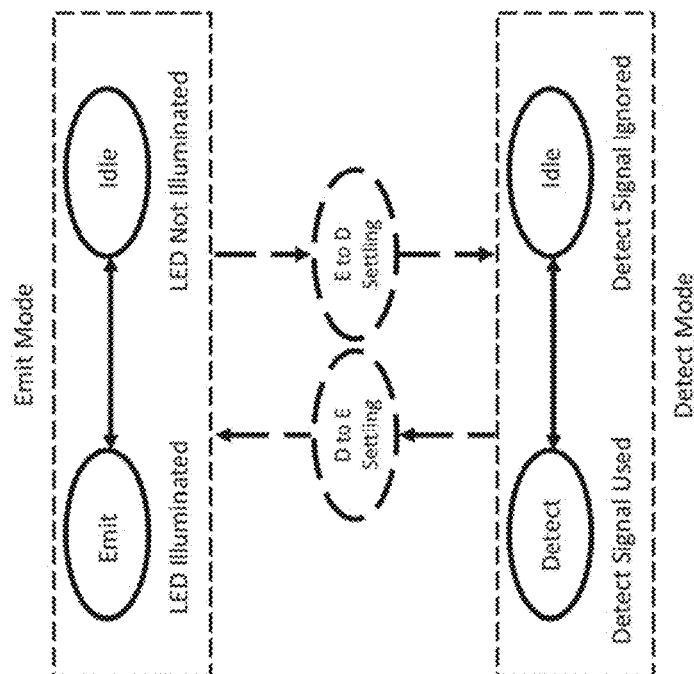 Emit Mode
Emit
Idle
LED Illuminated
LED Not Illuminated
D to E
Settling
E to D
Settling
Detect
Idle
Detect Signal Used
Detect Signal Ignored
Detect Mode